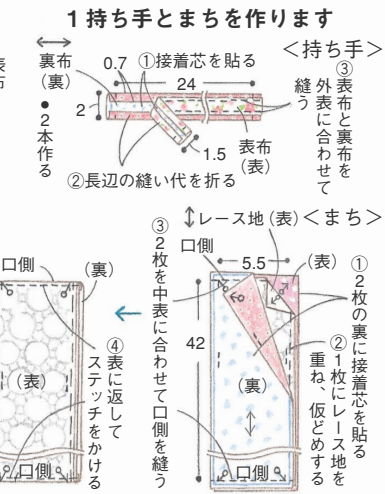 1 持ち手とまちを作ります
＜持ち手＞
裏布
（裏）
●2本作る
0.7
①接着芯を貼る
24
2
1.5
表布
（表）
②長辺の縫い代を折る
③表布と裏布を
外表に合わせて
縫う
表布
＜まち＞
レース地（表）
口側
5.5
（表）
42
（裏）
口側
①2枚の裏に接着芯を貼る
②1枚にレース地を
重ね、仮どめする
③2枚を中表に合わせて口側を縫う
口側
（裏）
（表）
口側
④表に返して
ステッチをかける